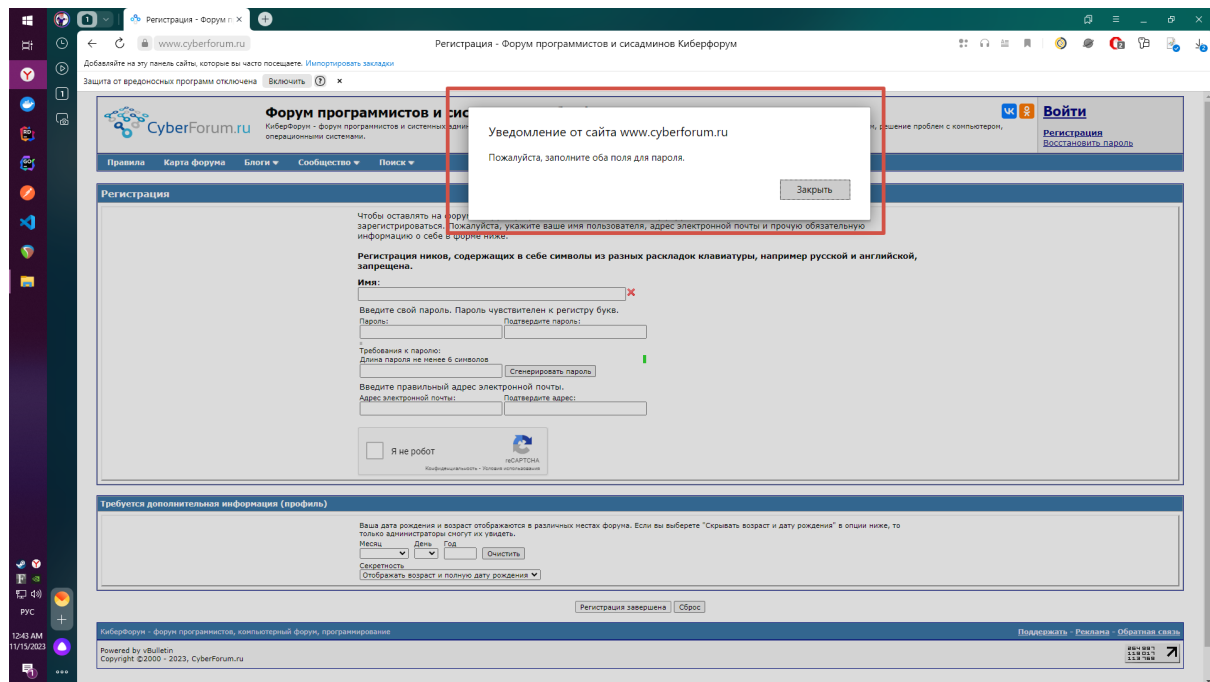 1
Регистрация - Форум п
www.cyberforum.ru
Регистрация - Форум программистов и сисадминов Киберфорум
Добавляйте на эту панель сайты, которые вы часто посещаете. Импортировать закладки
Защита от вредоносных программ отключена Включить
CyberForum.ru
Форум программистов и сис
КиберФорум - форум программистов и системных админ
операционными системами.
, решение проблем с компьютером,
Войти
Регистрация
Восстановить пароль
Правила Карта форума Блоги Сообщество Поиск
Уведомление от сайта www.cyberforum.ru
Пожалуйста, заполните оба поля для пароля.
Закрыть
Регистрация
Чтобы оставлять на фору
зарегистрироваться. Пожалуйста, укажите ваше имя пользователя, адрес электронной почты и прочую обязательную
информацию о себе в форме ниже.
Регистрация ников, содержащих в себе символы из разных раскладок клавиатуры, например русской и английской,
запрещена.
Имя:
Введите свой пароль. Пароль чувствителен к регистру букв.
Пароль: Подтвердите пароль:
Требования к паролю:
Длина пароля не менее 6 символов
Сгенерировать пароль
Введите правильный адрес электронной почты.
Адрес электронной почты: Подтвердите адрес:
Я не робот
reCAPTCHA
Конфиденциальность - Условия использования
Требуется дополнительная информация (профиль)
Ваша дата рождения и возраст отображаются в различных местах форума. Если вы выберете "Скрывать возраст и дату рождения" в опции ниже, то
только администраторы смогут их увидеть.
Месяц День Год
Очистить
Секретность
Отображать возраст и полную дату рождения
Регистрация завершена Сброс
КиберФорум - форум программистов, компьютерный форум, программирование
Поддержать - Реклама - Обратная связь
Powered by vBulletin
Copyright ©2000 - 2023, CyberForum.ru
РУС
12:43 AM
11/15/2023